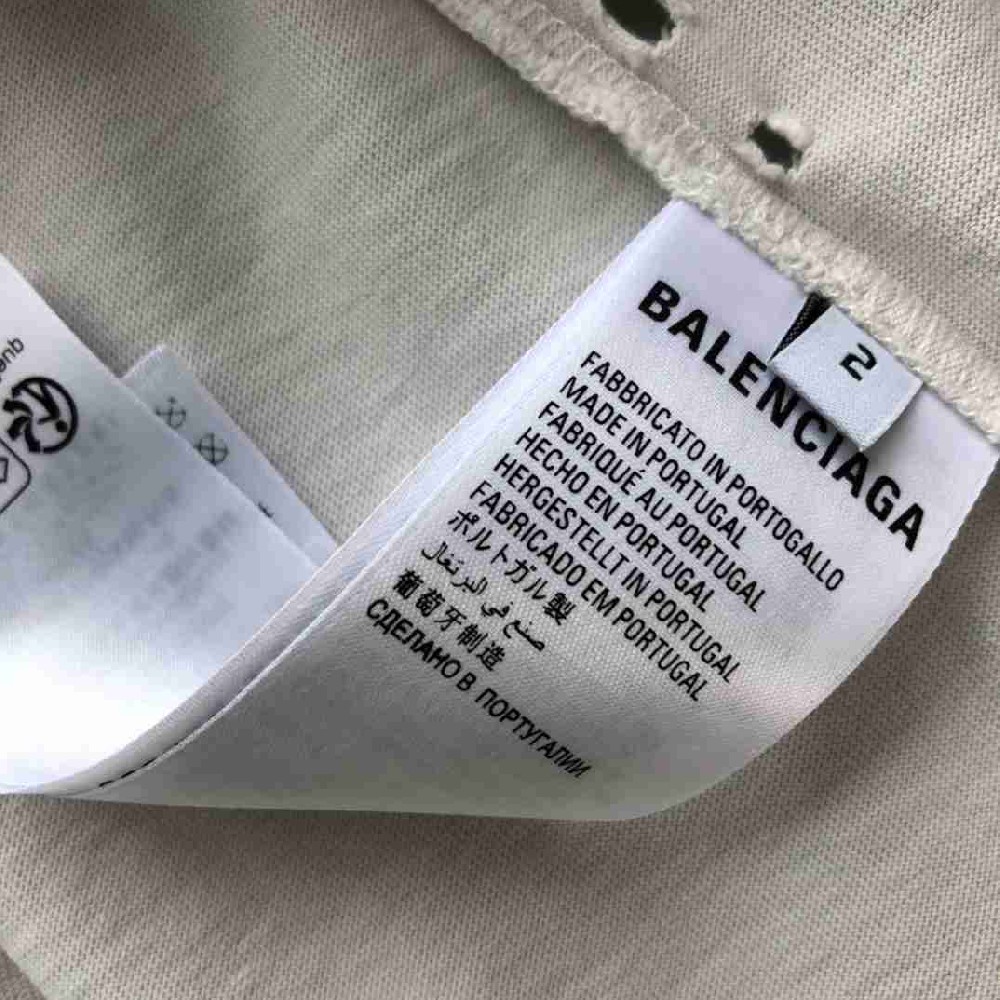 BALENCIAGA
2
FABBRICATO IN PORTOGALLO
MADE IN PORTUGAL
FABRIQUÉ AU PORTUGAL
HECHO EN PORTUGAL
HERGESTELLT IN PORTUGAL
FABRICADO EM PORTUGAL
ポルトガル製
صنع في البرتغال
葡萄牙制造
СДЕЛАНО В ПОРТУГАЛИИ